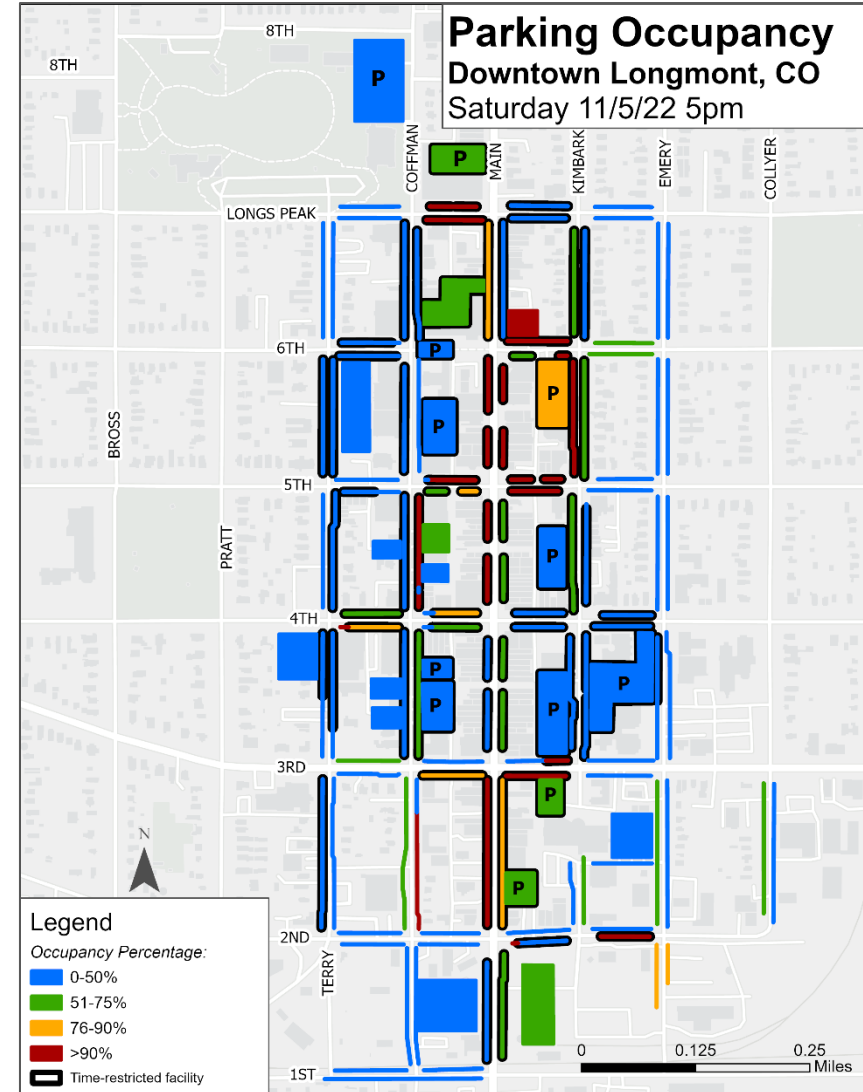 Parking Occupancy
Downtown Longmont, CO
Saturday 11/5/22 5pm
8TH
8TH
P
P
COFFMAN
MAIN
KIMBARK
EMERY
COLLYER
LONGS PEAK
6TH
P
P
P
BROSS
5TH
PRATT
P
4TH
P
P
P
P
3RD
P
N
P
2ND
TERRY
1ST
Legend
Occupancy Percentage:
0-50%
51-75%
76-90%
>90%
Time-restricted facility
0 0.125 0.25
Miles